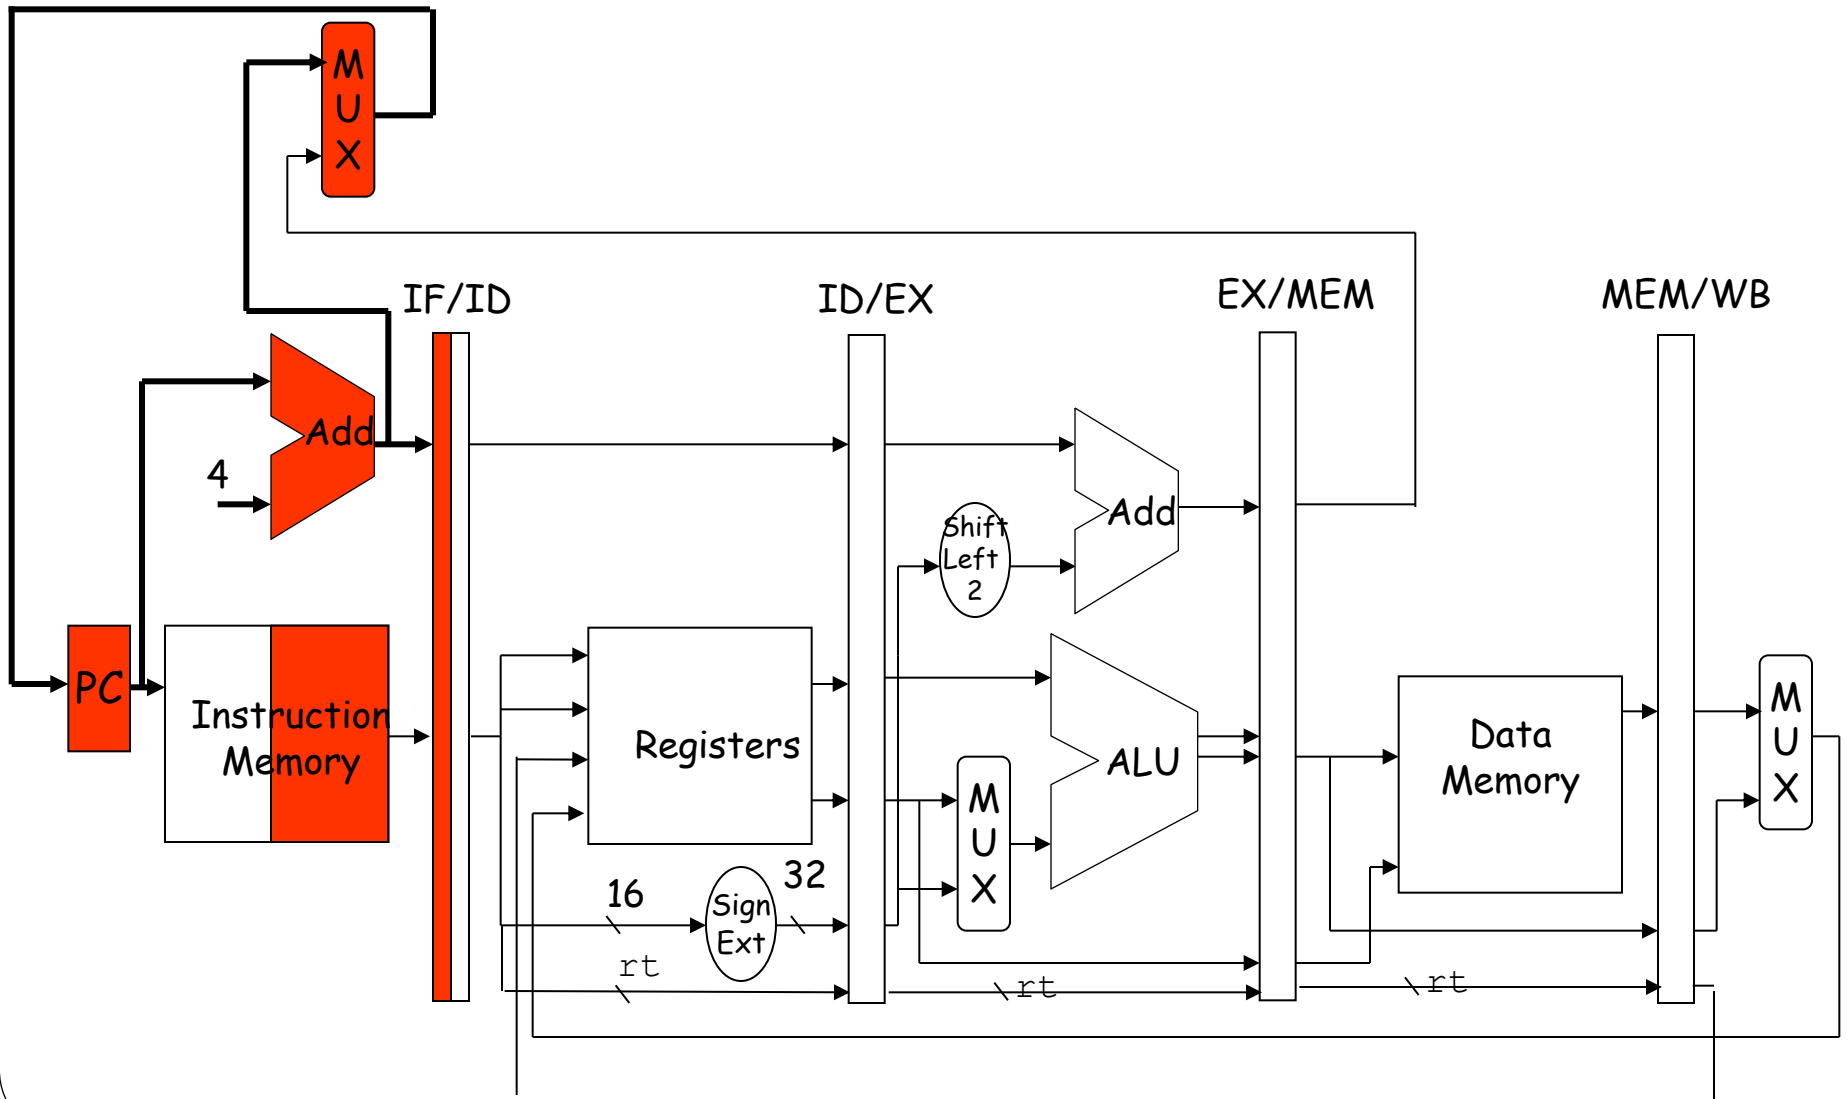 M
U
X
IF/ID
ID/EX
EX/MEM
MEM/WB
Add
4
Add
Shift
Left
2
PC
Instruction
Memory
Registers
ALU
Data
Memory
M
U
X
M
U
X
16
32
Sign
Ext
rt
rt
rt